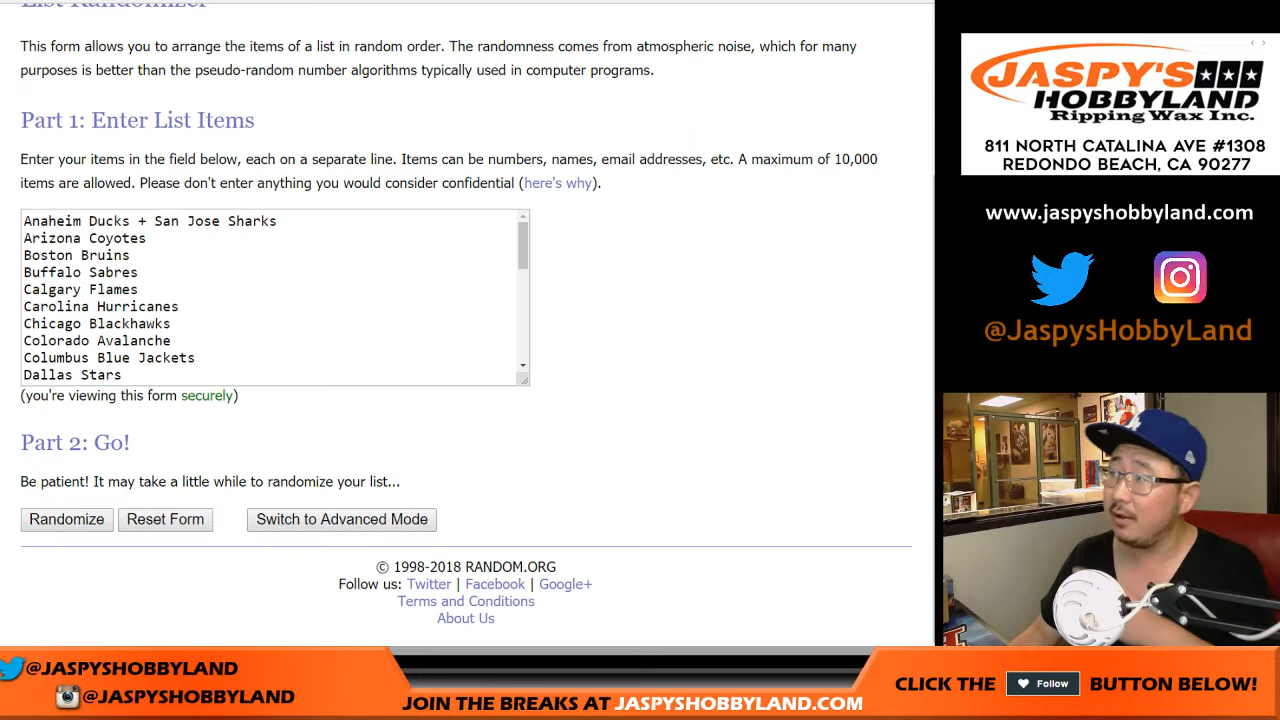 List Randomizer
This form allows you to arrange the items of a list in random order. The randomness comes from atmospheric noise, which for many
purposes is better than the pseudo-random number algorithms typically used in computer programs.
Part 1: Enter List Items
Enter your items in the field below, each on a separate line. Items can be numbers, names, email addresses, etc. A maximum of 10,000
items are allowed. Please don't enter anything you would consider confidential (here's why).
Anaheim Ducks + San Jose Sharks
Arizona Coyotes
Boston Bruins
Buffalo Sabres
Calgary Flames
Carolina Hurricanes
Chicago Blackhawks
Colorado Avalanche
Columbus Blue Jackets
Dallas Stars
(you're viewing this form securely)
Part 2: Go!
Be patient! It may take a little while to randomize your list...
Randomize Reset Form Switch to Advanced Mode
© 1998-2018 RANDOM.ORG
Follow us: Twitter | Facebook | Google+
Terms and Conditions
About Us
JASPY'S
HOBBYLAND
Ripping Wax Inc.
811 NORTH CATALINA AVE #1308
REDONDO BEACH, CA 90277
www.jaspyshobbyland.com
@JaspysHobbyLand
@JASPYSHOBBYLAND
@JASPYSHOBBYLAND
JOIN THE BREAKS AT JASPYSHOBBYLAND.COM
CLICK THE Follow BUTTON BELOW!